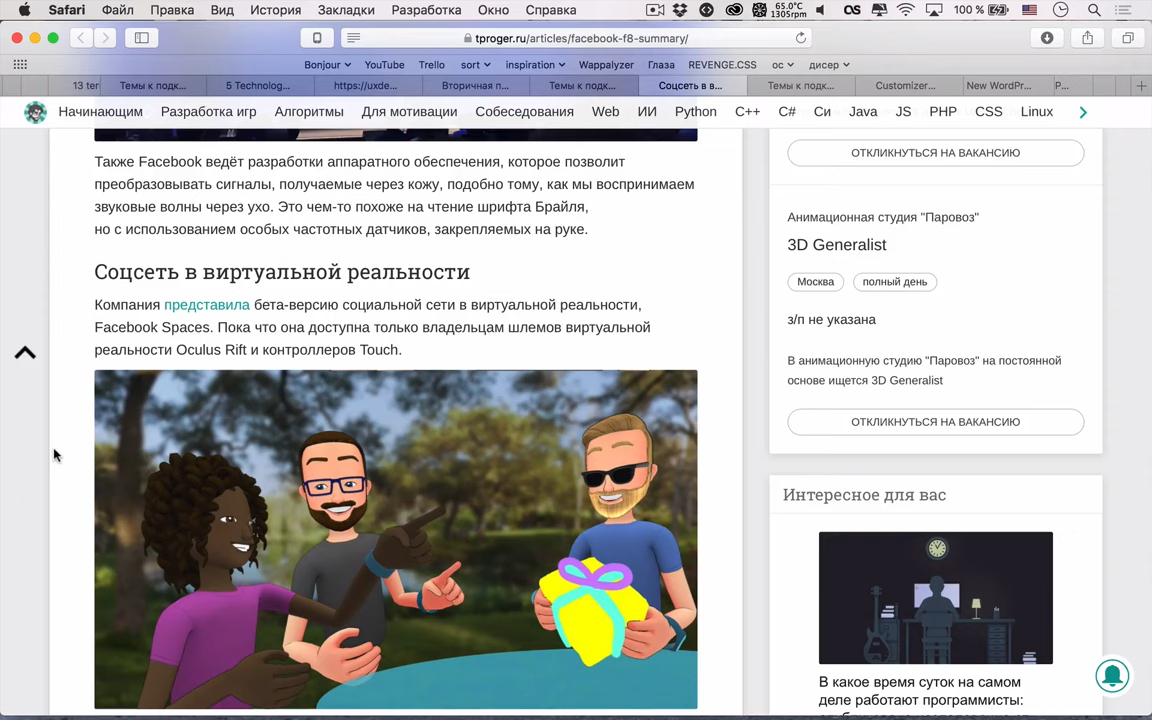 Safari Файл Правка Вид История Закладки Разработка Окно Справка 65.0°C 1305rpm 100 %
tproger.ru/articles/facebook-f8-summary/
Bonjour YouTube Trello sort inspiration Wappalyzer Глаза REVENGE.CSS ос дисер
13 ter Темы к подк... 5 Technolog... https://uxde... Вторичная п... Темы к подк... Соцсеть в в... Темы к подк... Customizer... New WordPr... P...
Начинающим Разработка игр Алгоритмы Для мотивации Собеседования Web ИИ Python C++ C# Си Java JS PHP CSS Linux
Также Facebook ведёт разработки аппаратного обеспечения, которое позволит
преобразовывать сигналы, получаемые через кожу, подобно тому, как мы воспринимаем
звуковые волны через ухо. Это чем-то похоже на чтение шрифта Брайля,
но с использованием особых частотных датчиков, закрепляемых на руке.
Соцсеть в виртуальной реальности
Компания представила бета-версию социальной сети в виртуальной реальности,
Facebook Spaces. Пока что она доступна только владельцам шлемов виртуальной
реальности Oculus Rift и контроллеров Touch.
ОТКЛИКНУТЬСЯ НА ВАКАНСИЮ
Анимационная студия "Паровоз"
3D Generalist
Москва полный день
з/п не указана
В анимационную студию "Паровоз" на постоянной
основе ищется 3D Generalist
ОТКЛИКНУТЬСЯ НА ВАКАНСИЮ
Интересное для вас
В какое время суток на самом
деле работают программисты: